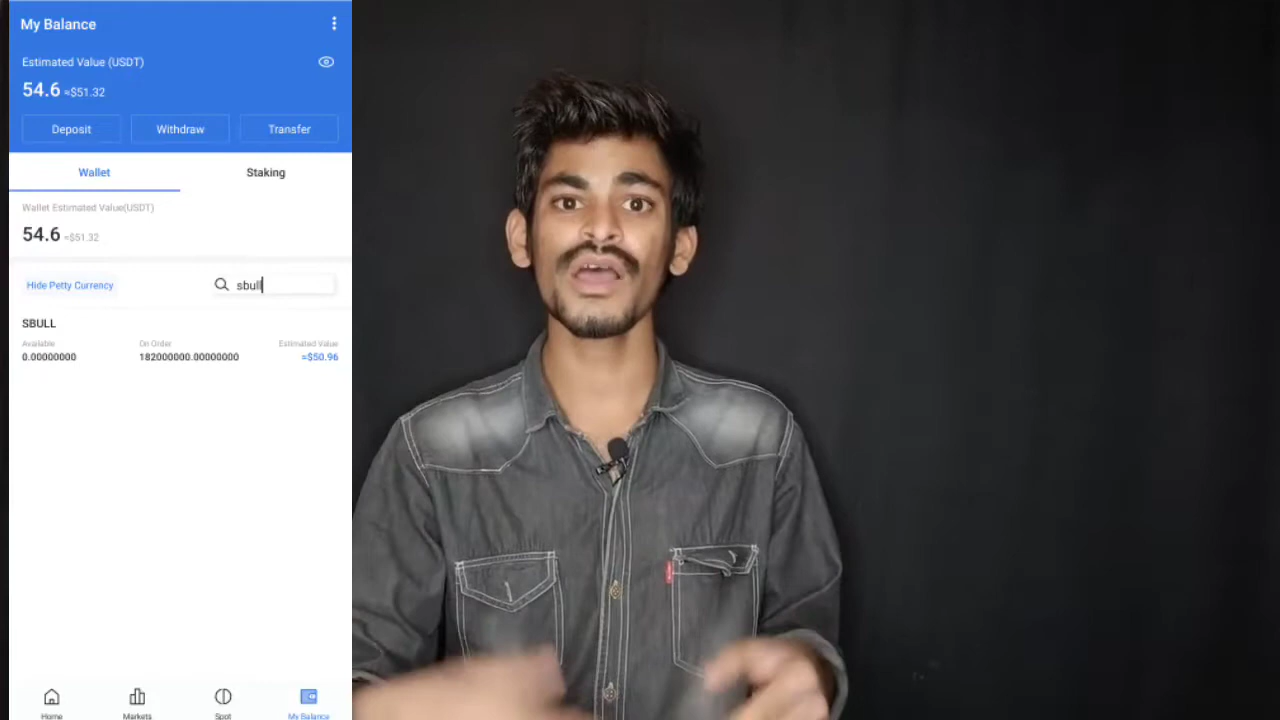 My Balance
Estimated Value (USDT)
54.6 ≈$51.32
Deposit Withdraw Transfer
Wallet Staking
Wallet Estimated Value(USDT)
54.6 ≈$51.32
Hide Petty Currency sbull
SBULL
Available On Order Estimated Value
0.00000000 182000000.00000000 ≈$50.96
Home Markets Spot My Balance